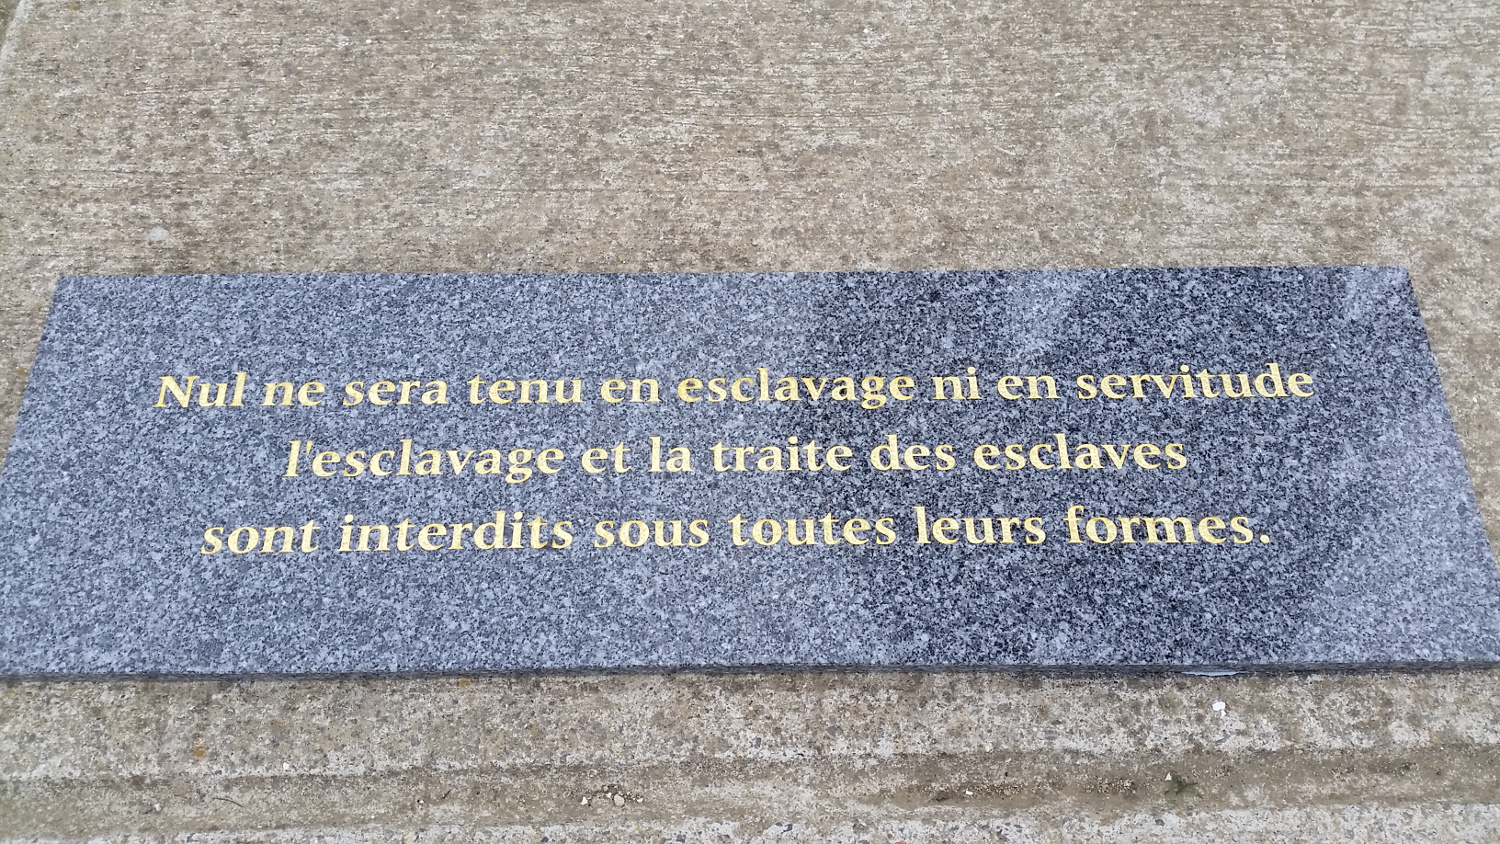 Nul ne sera tenu en esclavage ni en servitude
l'esclavage et la traite des esclaves
sont interdits sous toutes leurs formes.